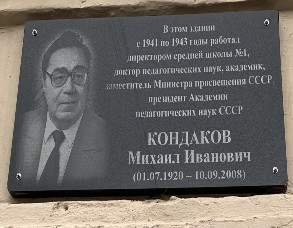 В этом здании
с 1941 по 1943 годы работал
директором средней школы №1,
доктор педагогических наук, академик,
заместитель Министра просвещения СССР,
президент Академии
педагогических наук СССР
КОНДАКОВ
Михаил Иванович
(01.07.1920 – 10.09.2008)